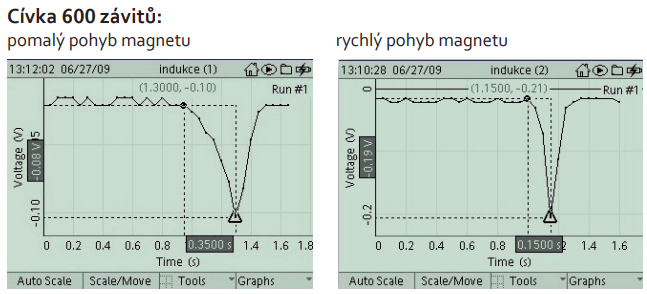 Cívka 600 závitů:
pomalý pohyb magnetu
rychlý pohyb magnetu
13:12:02 06/27/09 indukce (1)
(1.3000, −0.10) Run #1
Voltage (V)
-0.08 V
5
−0.10
0 0.2 0.4 0.6 0.8 0.3500 s 1.4 1.6 1.8
Time (s)
Auto Scale Scale/Move Tools Graphs
13:10:28 06/27/09 indukce (2)
(1.1500, −0.21) Run #1
0
Voltage (V)
-0.19 V
−0.2
0 0.2 0.4 0.6 0.8 0.1500 s 2 1.4 1.6
Time (s)
Auto Scale Scale/Move Tools Graphs